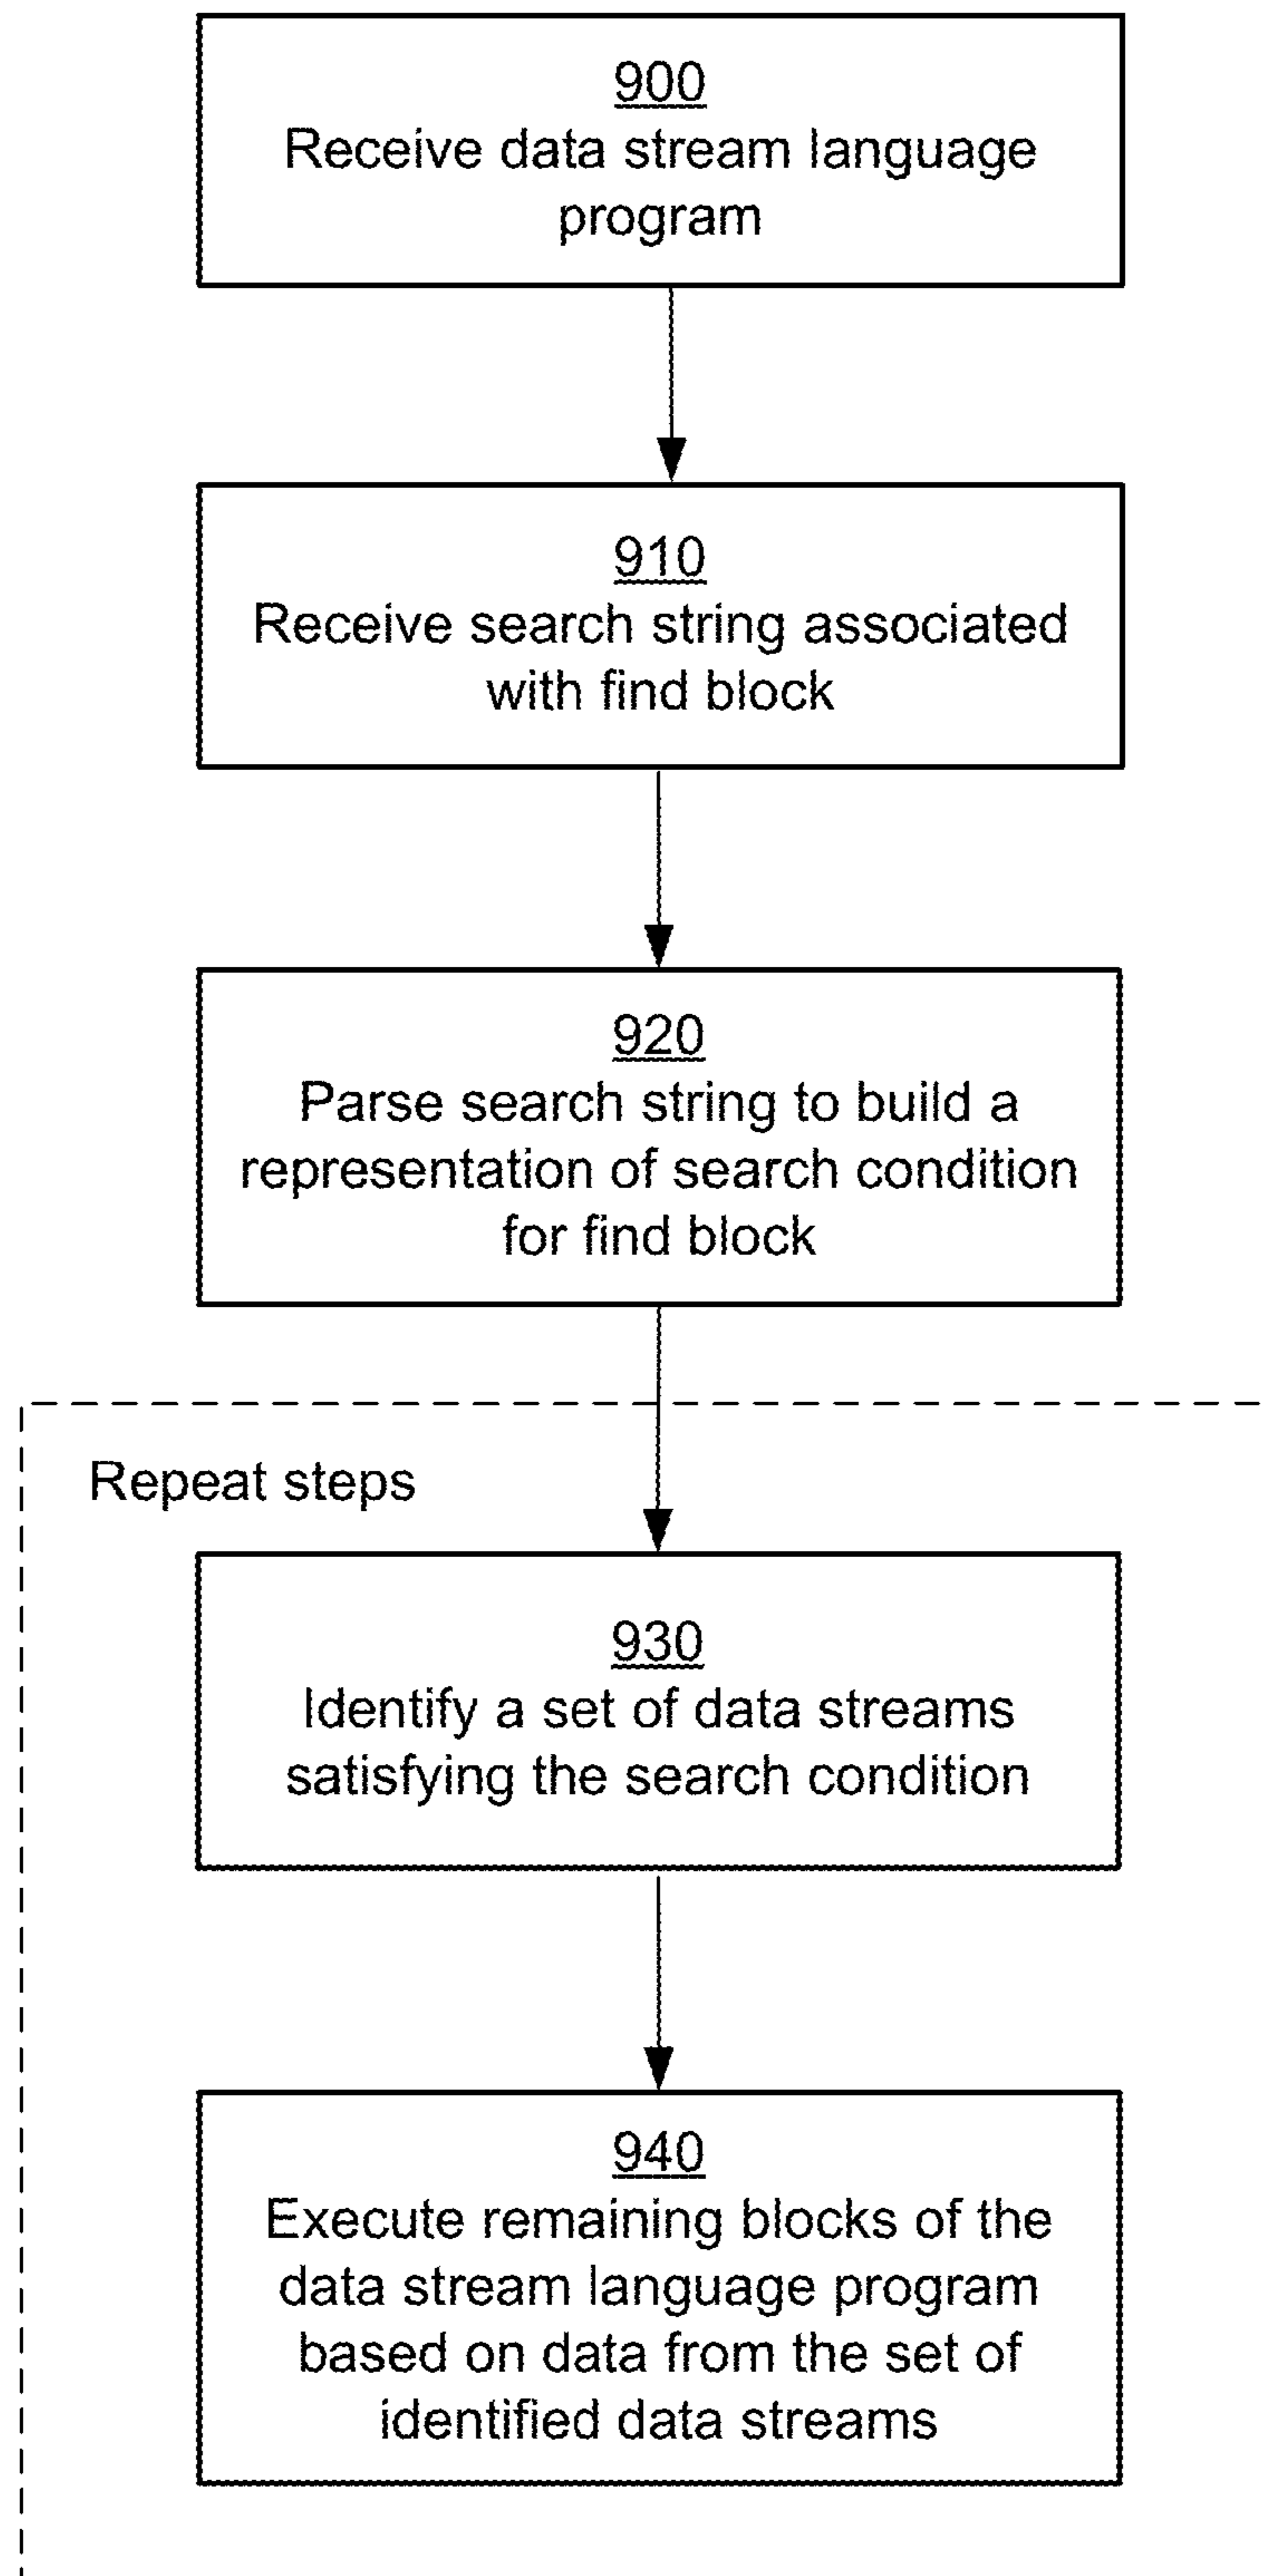 900
Receive data stream language
program
910
Receive search string associated
with find block
920
Parse search string to build a
representation of search condition
for find block
Repeat steps
930
Identify a set of data streams
satisfying the search condition
940
Execute remaining blocks of the
data stream language program
based on data from the set of
identified data streams